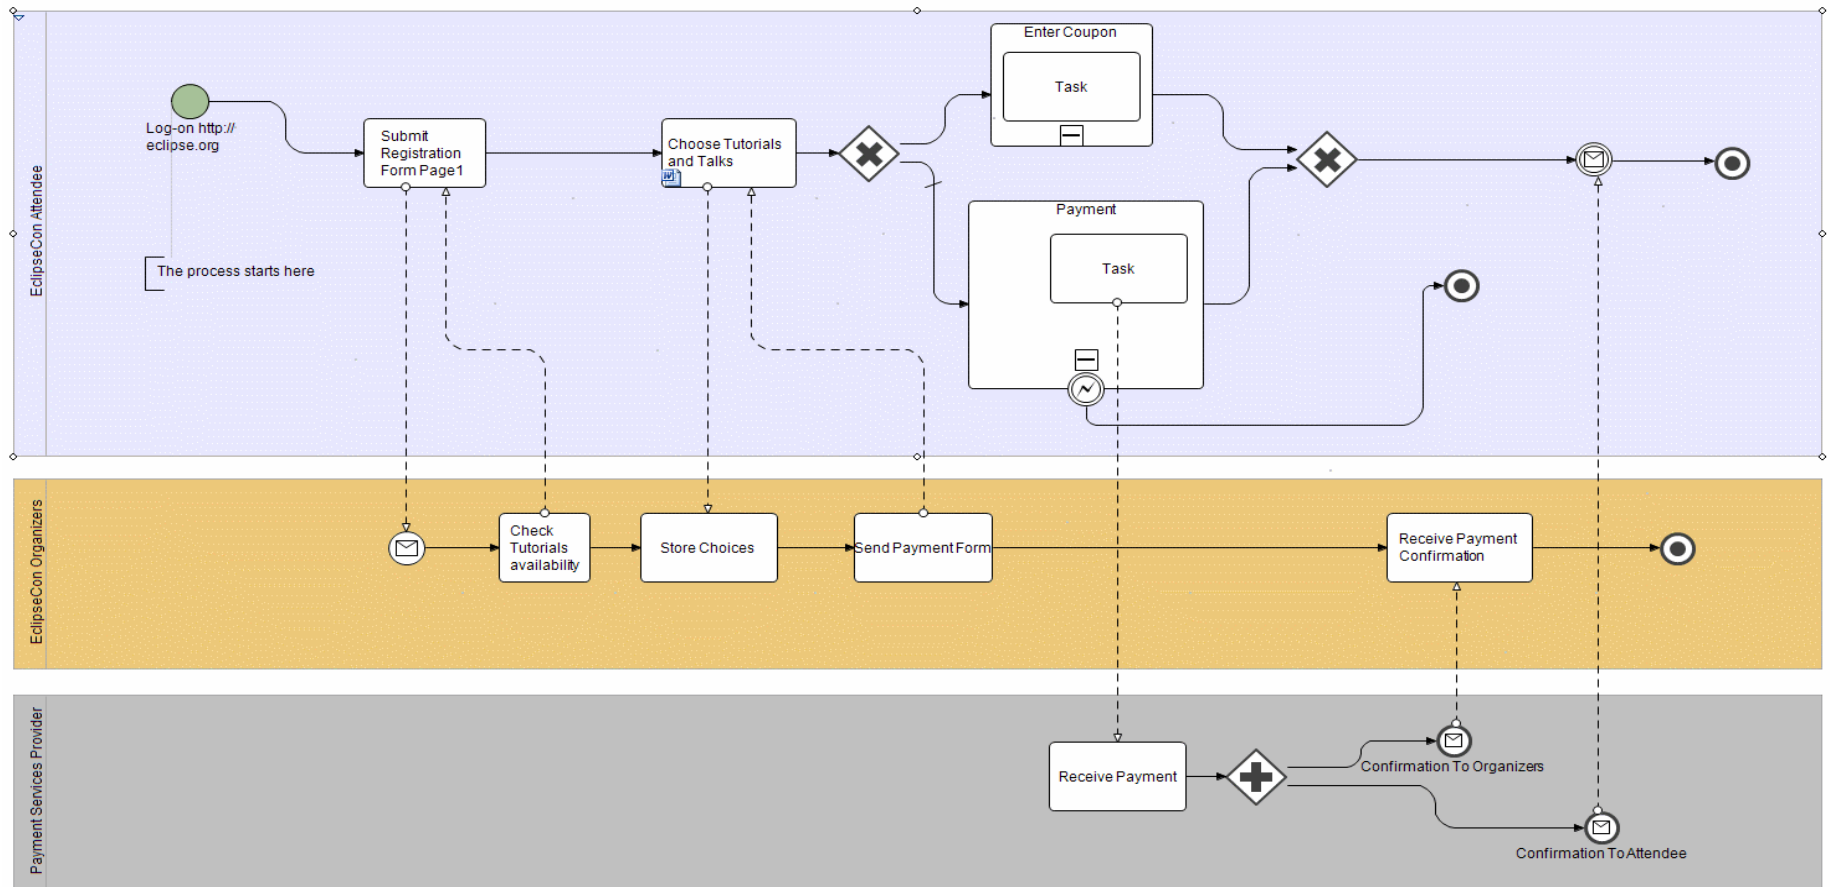 EclipseCon Attendee
Log-on http://
eclipse.org
The process starts here
Submit
Registration
Form Page1
Choose Tutorials
and Talks
Enter Coupon
Task
Payment
Task
EclipseCon Organizers
Check
Tutorials
availability
Store Choices
Send Payment Form
Receive Payment
Confirmation
Payment Services Provider
Receive Payment
Confirmation To Organizers
Confirmation To Attendee